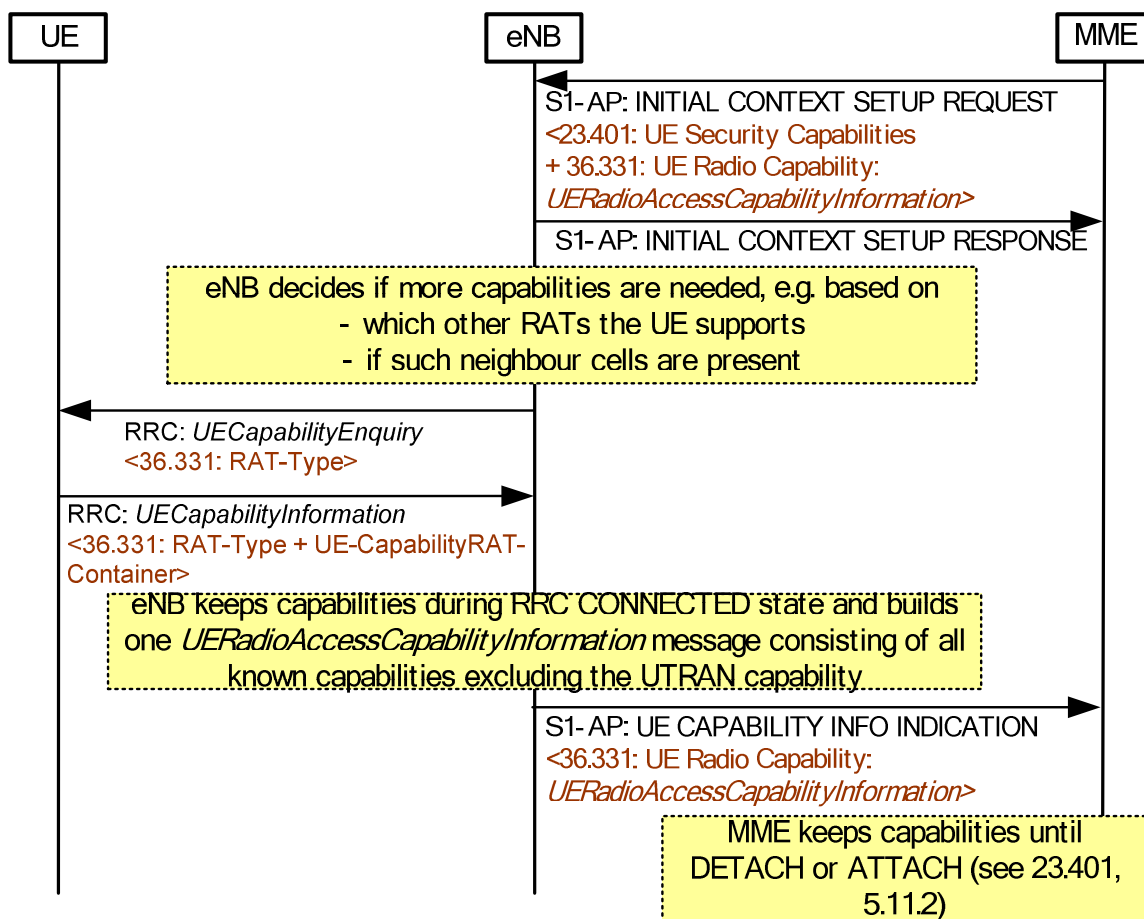 UE
eNB
MME
S1-AP: INITIAL CONTEXT SETUP REQUEST
<23.401: UE Security Capabilities
+ 36.331: UE Radio Capability:
UERadioAccessCapabilityInformation>
S1-AP: INITIAL CONTEXT SETUP RESPONSE
eNB decides if more capabilities are needed, e.g. based on
- which other RATs the UE supports
- if such neighbour cells are present
RRC: UECapabilityEnquiry
<36.331: RAT-Type>
RRC: UECapabilityInformation
<36.331: RAT-Type + UE-CapabilityRAT-
Container>
eNB keeps capabilities during RRC CONNECTED state and builds
one UERadioAccessCapabilityInformation message consisting of all
known capabilities excluding the UTRAN capability
S1-AP: UE CAPABILITY INFO INDICATION
<36.331: UE Radio Capability:
UERadioAccessCapabilityInformation>
MME keeps capabilities until
DETACH or ATTACH (see 23.401,
5.11.2)